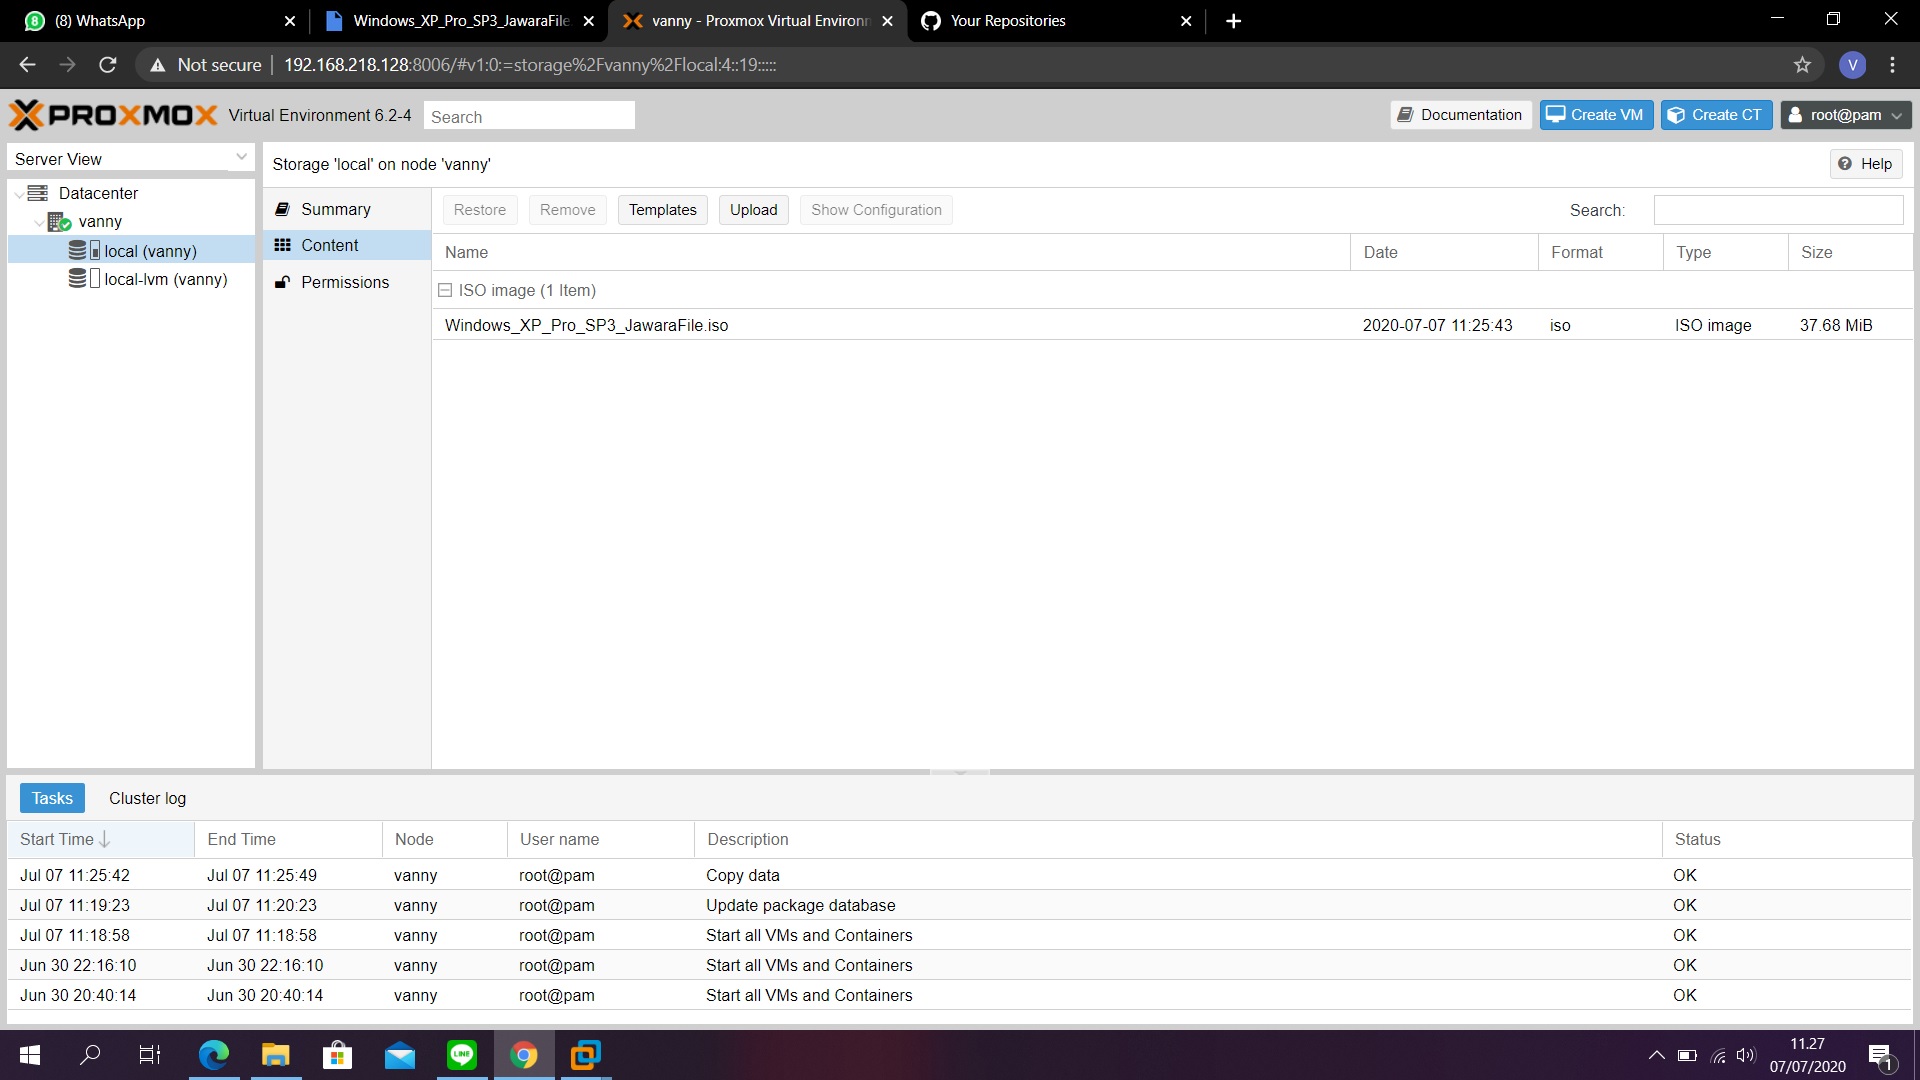 (8) WhatsApp
Windows_XP_Pro_SP3_JawaraFile
vanny - Proxmox Virtual Environm
Your Repositories
Not secure
192.168.218.128:8006/#v1:0:=storage%2Fvanny%2Flocal:4::19:::::
V
PROXMOX
Virtual Environment 6.2-4
Search
Documentation
Create VM
Create CT
root@pam
Server View
Storage 'local' on node 'vanny'
Help
Datacenter
vanny
local (vanny)
local-lvm (vanny)
Summary
Content
Permissions
Restore
Remove
Templates
Upload
Show Configuration
Search:
Name Date Format Type Size
ISO image (1 Item)
Windows_XP_Pro_SP3_JawaraFile.iso 2020-07-07 11:25:43 iso ISO image 37.68 MiB
Tasks
Cluster log
Start Time End Time Node User name Description Status
Jul 07 11:25:42 Jul 07 11:25:49 vanny root@pam Copy data OK
Jul 07 11:19:23 Jul 07 11:20:23 vanny root@pam Update package database OK
Jul 07 11:18:58 Jul 07 11:18:58 vanny root@pam Start all VMs and Containers OK
Jun 30 22:16:10 Jun 30 22:16:10 vanny root@pam Start all VMs and Containers OK
Jun 30 20:40:14 Jun 30 20:40:14 vanny root@pam Start all VMs and Containers OK
LINE
11.27
07/07/2020
1